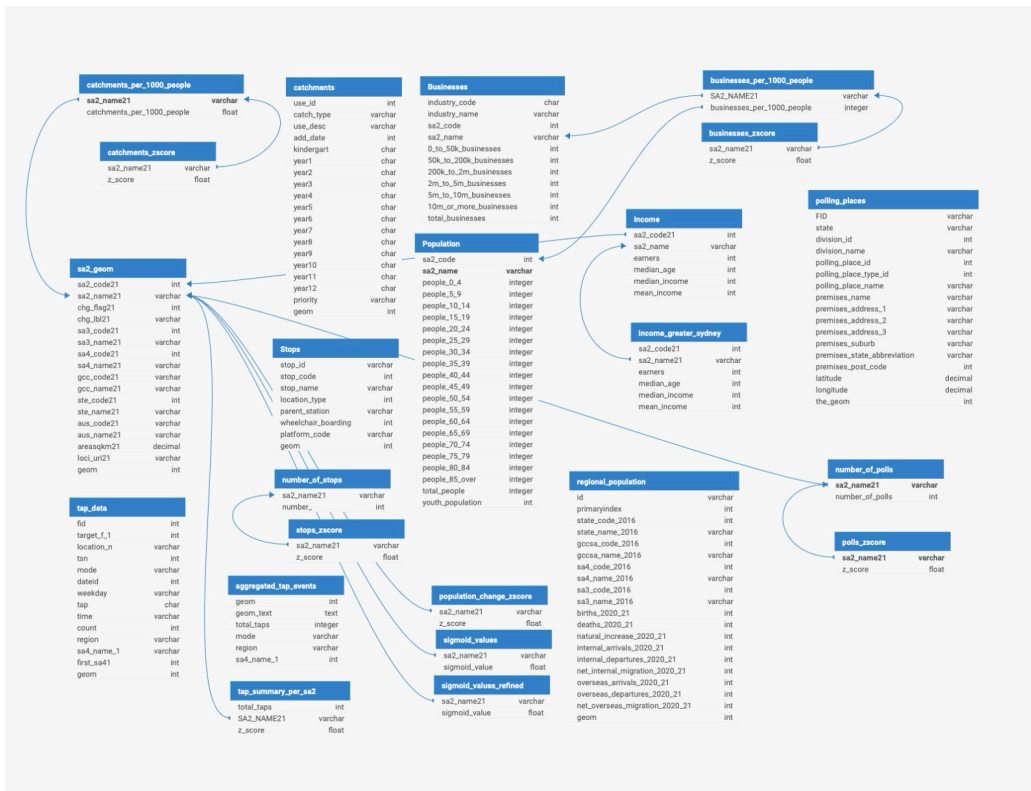 catchments_per_1000_people
sa2_name21 varchar
catchments_per_1000_people float
catchments_zscore
sa2_name21 varchar
z_score float
catchments
use_id int
catch_type varchar
use_desc varchar
add_date int
kindergart char
year1 char
year2 char
year3 char
year4 char
year5 char
year6 char
year7 char
year8 char
year9 char
year10 char
year11 char
year12 char
priority varchar
geom int
Businesses
industry_code char
industry_name varchar
sa2_code int
sa2_name varchar
0_to_50k_businesses int
50k_to_200k_businesses int
200k_to_2m_businesses int
2m_to_5m_businesses int
5m_to_10m_businesses int
10m_or_more_businesses int
total_businesses int
businesses_per_1000_people
SA2_NAME21 varchar
businesses_per_1000_people integer
businesses_zscore
sa2_name21 varchar
z_score float
Income
sa2_code21 int
sa2_name varchar
earners int
median_age int
median_income int
mean_income int
polling_places
FID varchar
state varchar
division_id int
division_name varchar
polling_place_id int
polling_place_type_id int
polling_place_name varchar
premises_name varchar
premises_address_1 varchar
premises_address_2 varchar
premises_address_3 varchar
premises_suburb varchar
premises_state_abbreviation varchar
premises_post_code int
latitude decimal
longitude decimal
the_geom int
sa2_geom
sa2_code21 int
sa2_name21 varchar
chg_flag21 int
chg_lbl21 varchar
sa3_code21 int
sa3_name21 varchar
sa4_code21 int
sa4_name21 varchar
gcc_code21 varchar
gcc_name21 varchar
ste_code21 int
ste_name21 varchar
aus_code21 varchar
aus_name21 varchar
areasqkm21 decimal
loci_uri21 varchar
geom int
Population
sa2_code int
sa2_name varchar
people_0_4 integer
people_5_9 integer
people_10_14 integer
people_15_19 integer
people_20_24 integer
people_25_29 integer
people_30_34 integer
people_35_39 integer
people_40_44 integer
people_45_49 integer
people_50_54 integer
people_55_59 integer
people_60_64 integer
people_65_69 integer
people_70_74 integer
people_75_79 integer
people_80_84 integer
people_85_over integer
total_people integer
youth_population int
income_greater_sydney
sa2_code21 int
sa2_name21 varchar
earners int
median_age int
median_income int
mean_income int
Stops
stop_id varchar
stop_code int
stop_name varchar
location_type int
parent_station varchar
wheelchair_boarding int
platform_code varchar
geom int
number_of_stops
sa2_name21 varchar
number_ int
stops_zscore
sa2_name21 varchar
z_score float
number_of_polls
sa2_name21 varchar
number_of_polls int
polls_zscore
sa2_name21 varchar
z_score float
regional_population
id varchar
primaryindex int
state_code_2016 int
state_name_2016 varchar
gccsa_code_2016 int
gccsa_name_2016 varchar
sa4_code_2016 int
sa4_name_2016 varchar
sa3_code_2016 int
sa3_name_2016 varchar
births_2020_21 int
deaths_2020_21 int
natural_increase_2020_21 int
internal_arrivals_2020_21 int
internal_departures_2020_21 int
net_internal_migration_2020_21 int
overseas_arrivals_2020_21 int
overseas_departures_2020_21 int
net_overseas_migration_2020_21 int
geom int
tap_data
fid int
target_f_1 int
location_n varchar
tsn int
mode varchar
dateid int
weekday varchar
tap char
time varchar
count int
region varchar
sa4_name_1 varchar
first_sa41 int
geom int
aggregated_tap_events
geom int
geom_text text
total_taps integer
mode varchar
region varchar
sa4_name_1 int
population_change_zscore
sa2_name21 varchar
z_score float
sigmoid_values
sa2_name21 varchar
sigmoid_value float
sigmoid_values_refined
sa2_name21 varchar
sigmoid_value float
tap_summary_per_sa2
total_taps int
SA2_NAME21 varchar
z_score float